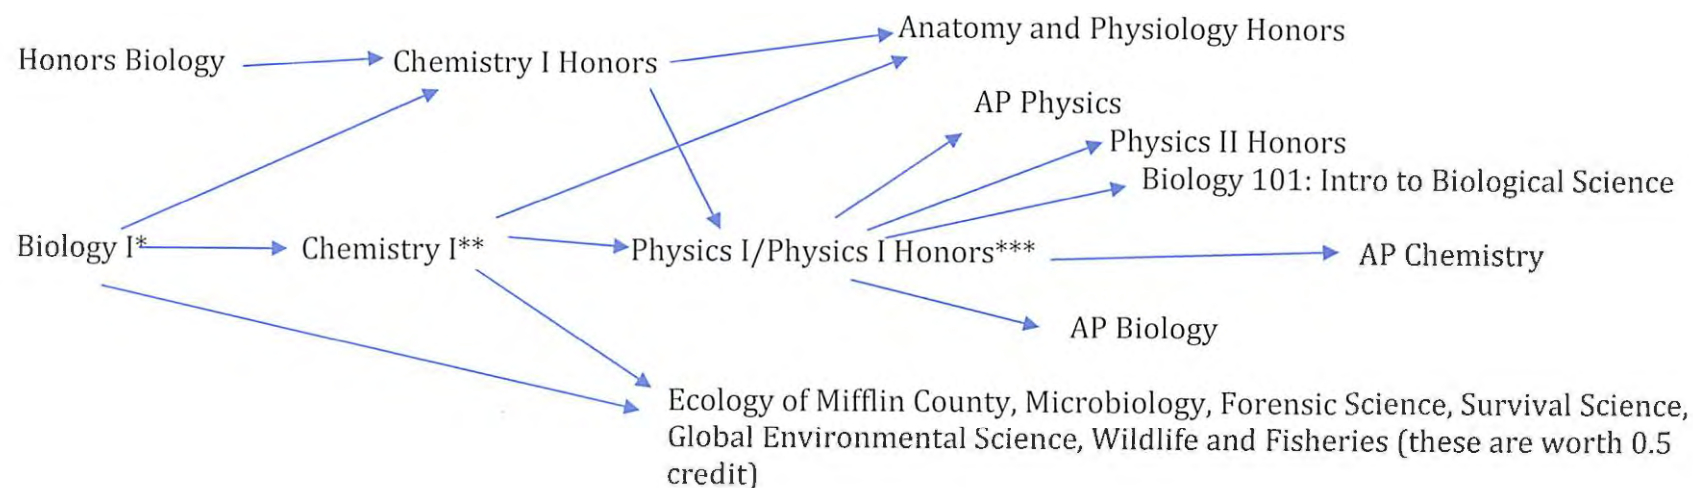 Anatomy and Physiology Honors
Honors Biology
Chemistry I Honors
AP Physics
Physics II Honors
Biology 101: Intro to Biological Science
Biology I*
Chemistry I**
Physics I/Physics I Honors***
AP Chemistry
AP Biology
Ecology of Mifflin County, Microbiology, Forensic Science, Survival Science,
Global Environmental Science, Wildlife and Fisheries (these are worth 0.5
credit)